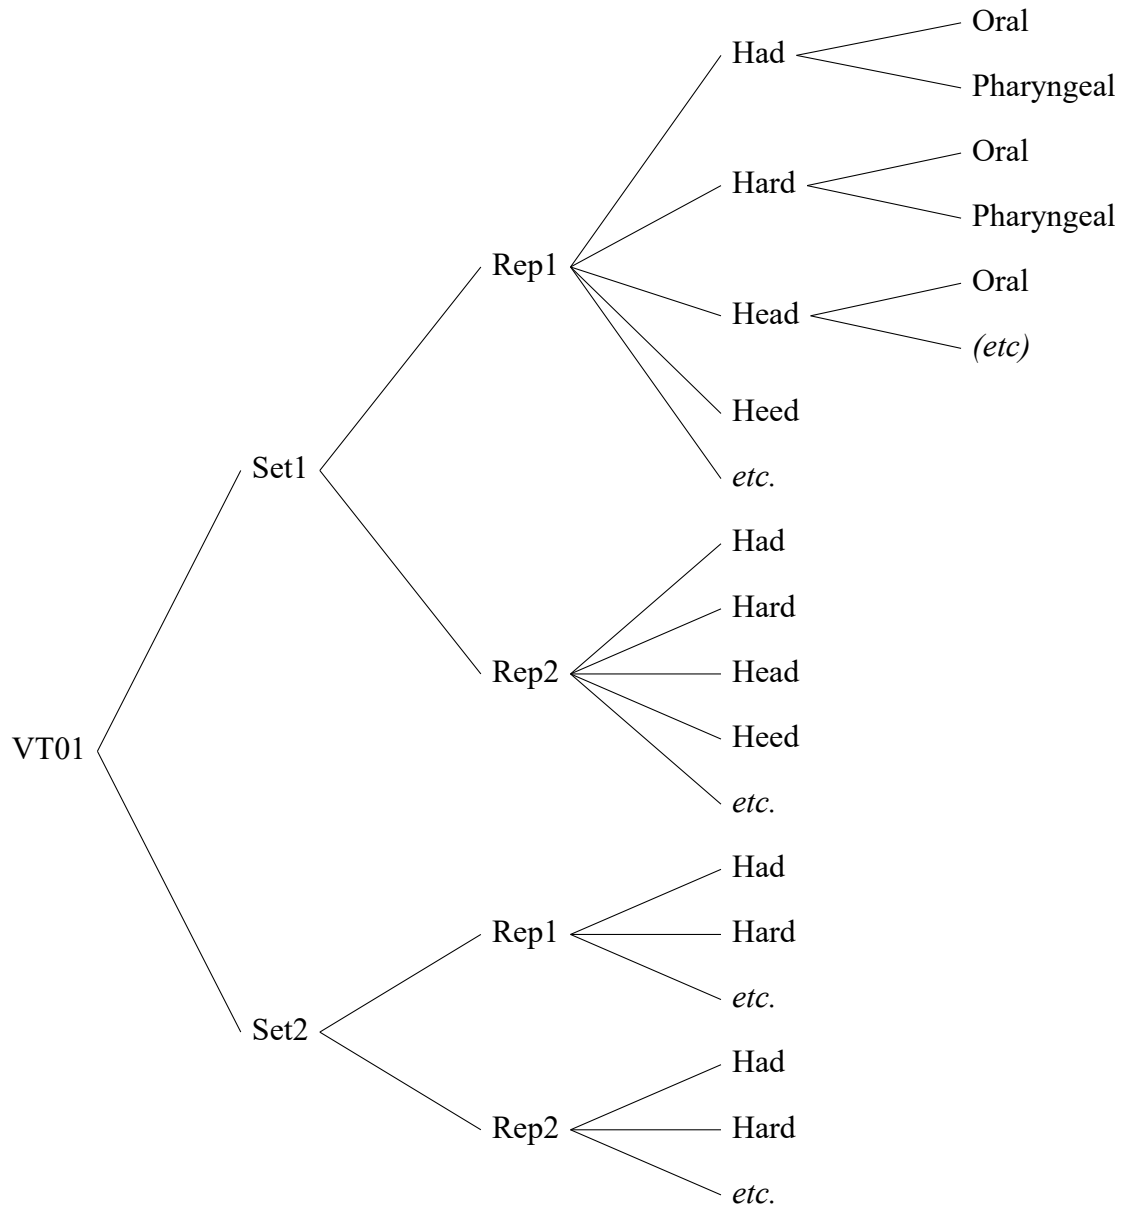 Oral
Had
Pharyngeal
Oral
Hard
Pharyngeal
Rep1
Oral
Head
(etc)
Heed
Set1
etc.
Had
Hard
Rep2
Head
Heed
VT01
etc.
Had
Rep1
Hard
etc.
Set2
Had
Rep2
Hard
etc.